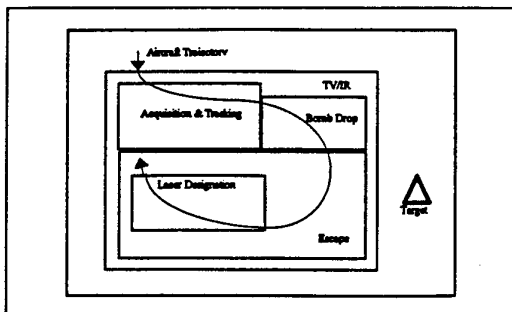 Aircraft Trajectory
TV/IR
Acquisition & Tracking
Bomb Drop
Laser Designation
Target
Escape